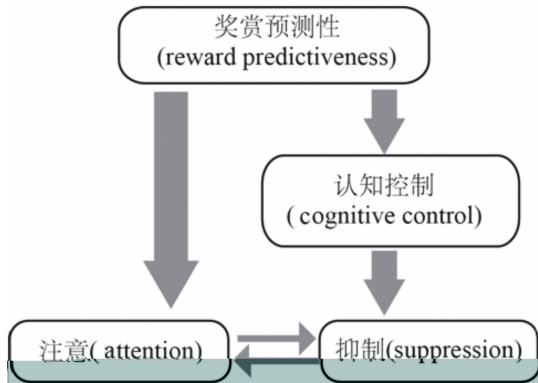 奖赏预测性
(reward predictiveness)
认知控制
( cognitive control)
注意( attention)
抑制(suppression)